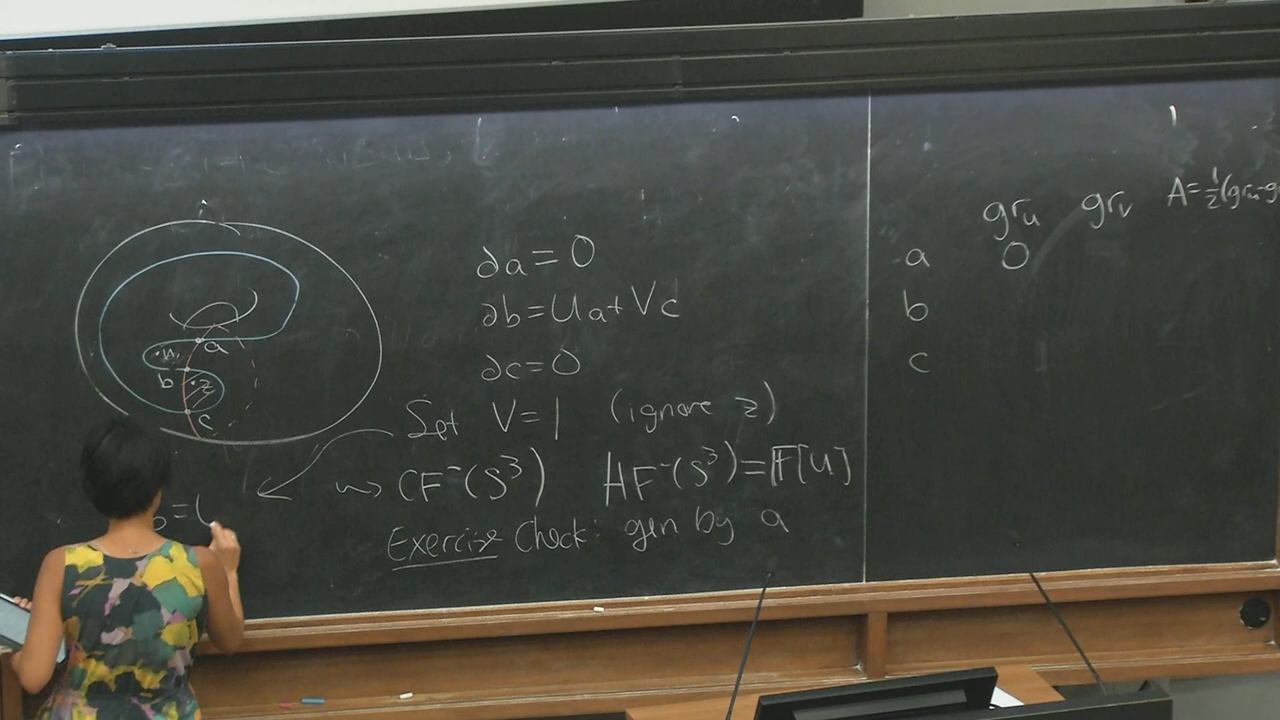 ∂a = 0
∂b = Ua + Vc
∂c = 0
Set V = 1 (ignore z)
⇝ CF⁻(S³) HF⁻(S³) = 𝔽[U]
Exercise Check: gen by a
w
a
b
z
c
b = U
gr_u gr_v A = ½(gr_u - g
a 0
b
c